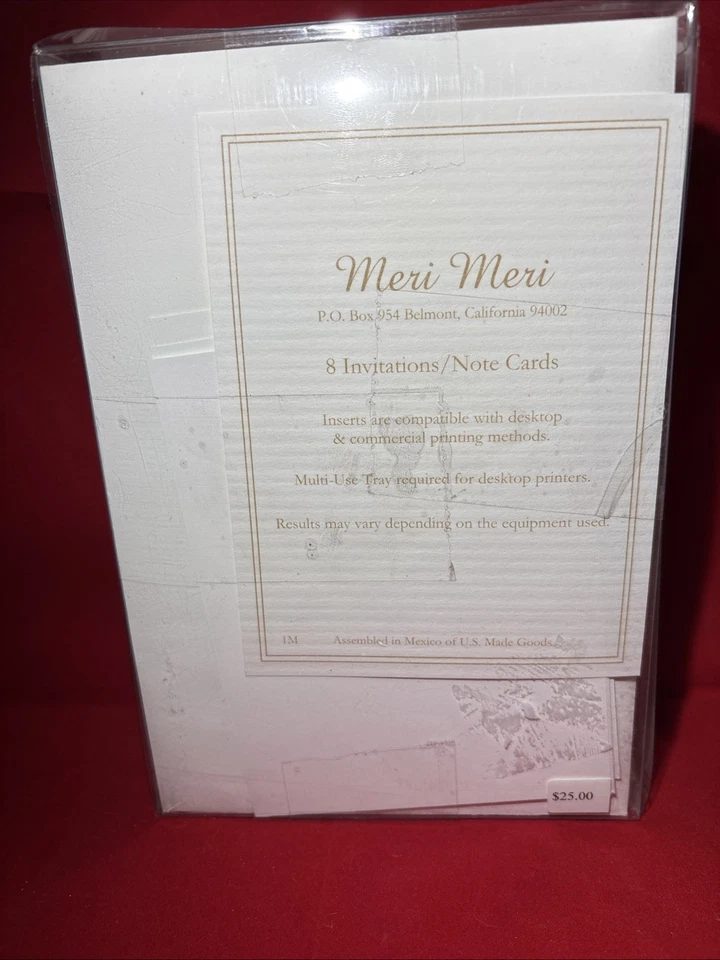 Meri Meri
P.O. Box 954 Belmont, California 94002
8 Invitations/Note Cards
Inserts are compatible with desktop
& commercial printing methods.
Multi-Use Tray required for desktop printers.
Results may vary depending on the equipment used.
1M Assembled in Mexico of U.S. Made Goods.
$25.00